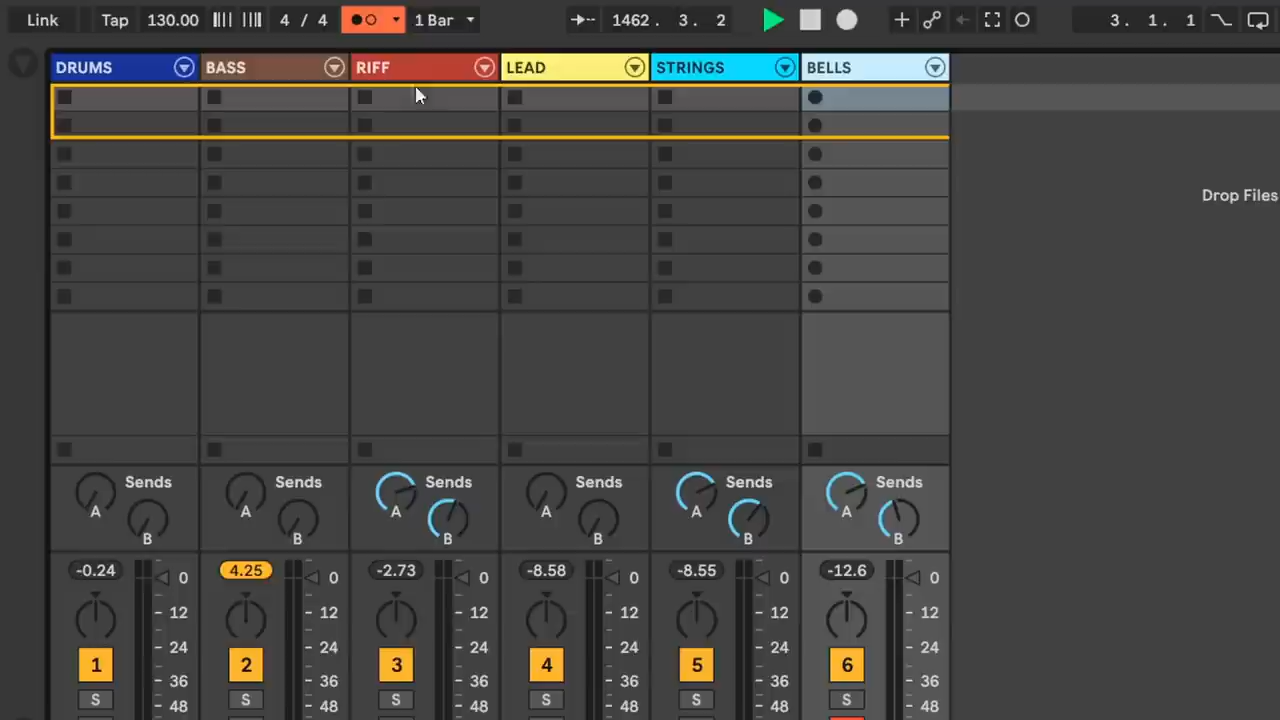 Link Tap 130.00 4 / 4 1 Bar 1462. 3. 2 3. 1. 1
DRUMS BASS RIFF LEAD STRINGS BELLS
Drop Files
Sends Sends Sends Sends Sends Sends
A A A A A A
B B B B B B
-0.24 0 4.25 0 -2.73 0 -8.58 0 -8.55 0 -12.6 0
12 12 12 12 12 12
24 24 24 24 24 24
1 2 3 4 5 6
36 36 36 36 36 36
S S S S S S
48 48 48 48 48 48